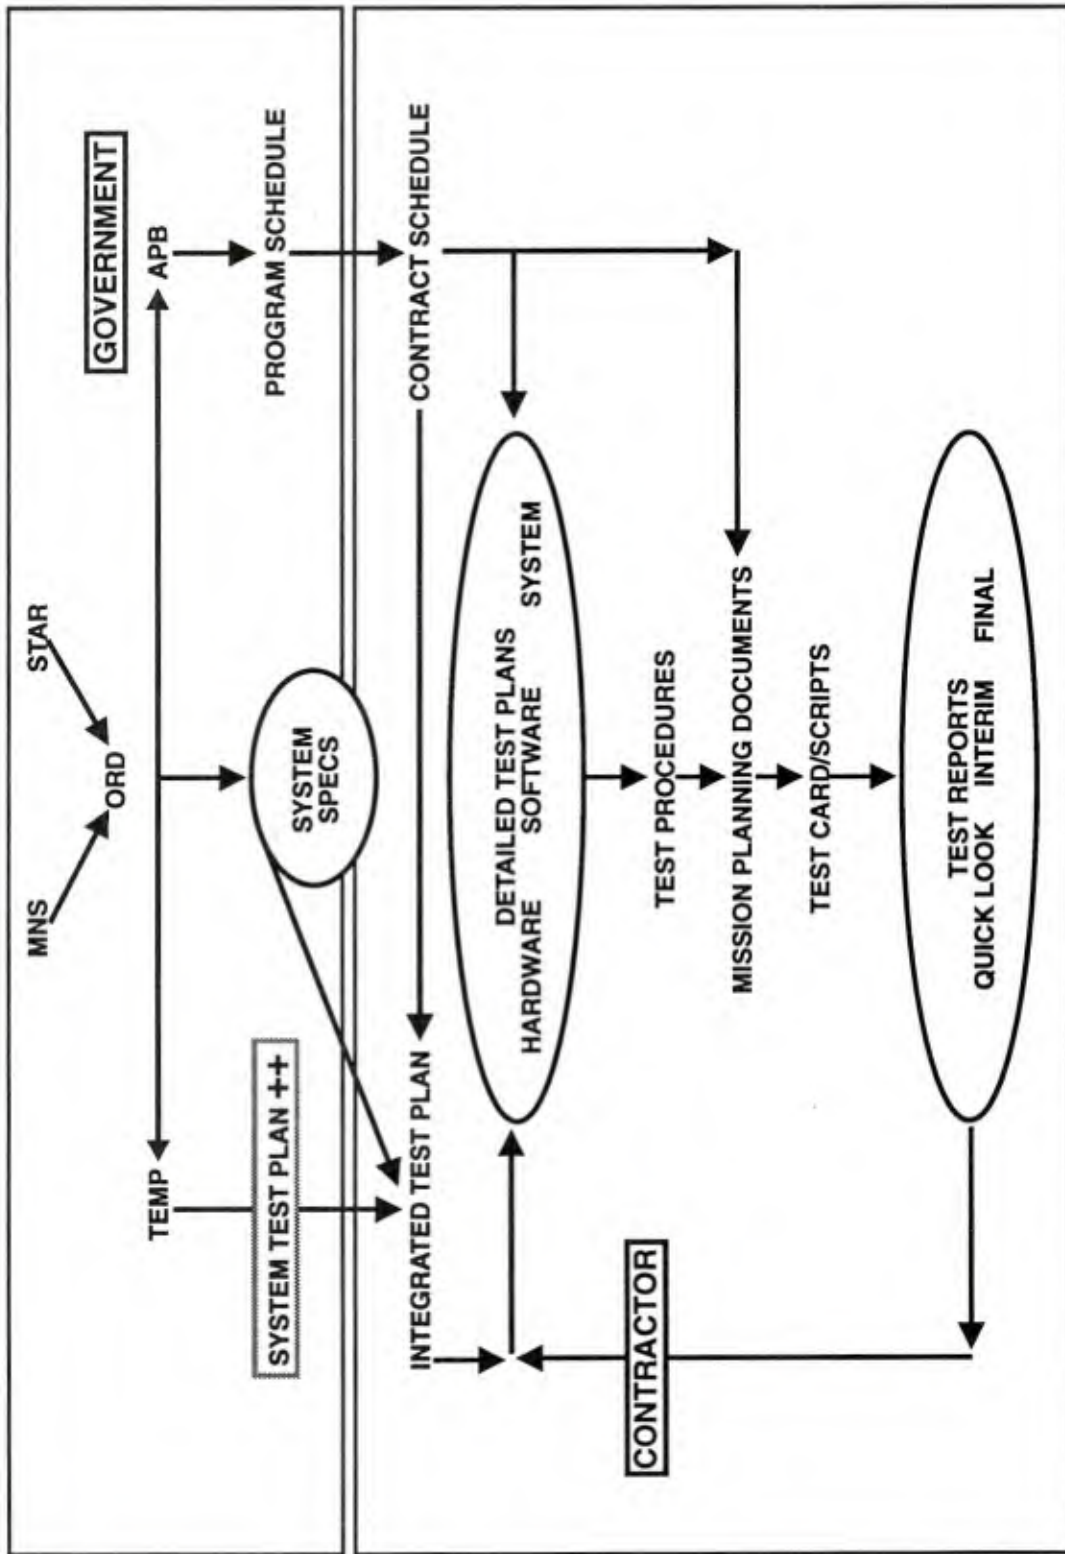 MNS
STAR
ORD
GOVERNMENT
TEMP
APB
SYSTEM TEST PLAN ++
SYSTEM
SPECS
PROGRAM SCHEDULE
INTEGRATED TEST PLAN
CONTRACT SCHEDULE
DETAILED TEST PLANS
HARDWARE SOFTWARE SYSTEM
CONTRACTOR
TEST PROCEDURES
MISSION PLANNING DOCUMENTS
TEST CARD/SCRIPTS
TEST REPORTS
QUICK LOOK INTERIM FINAL